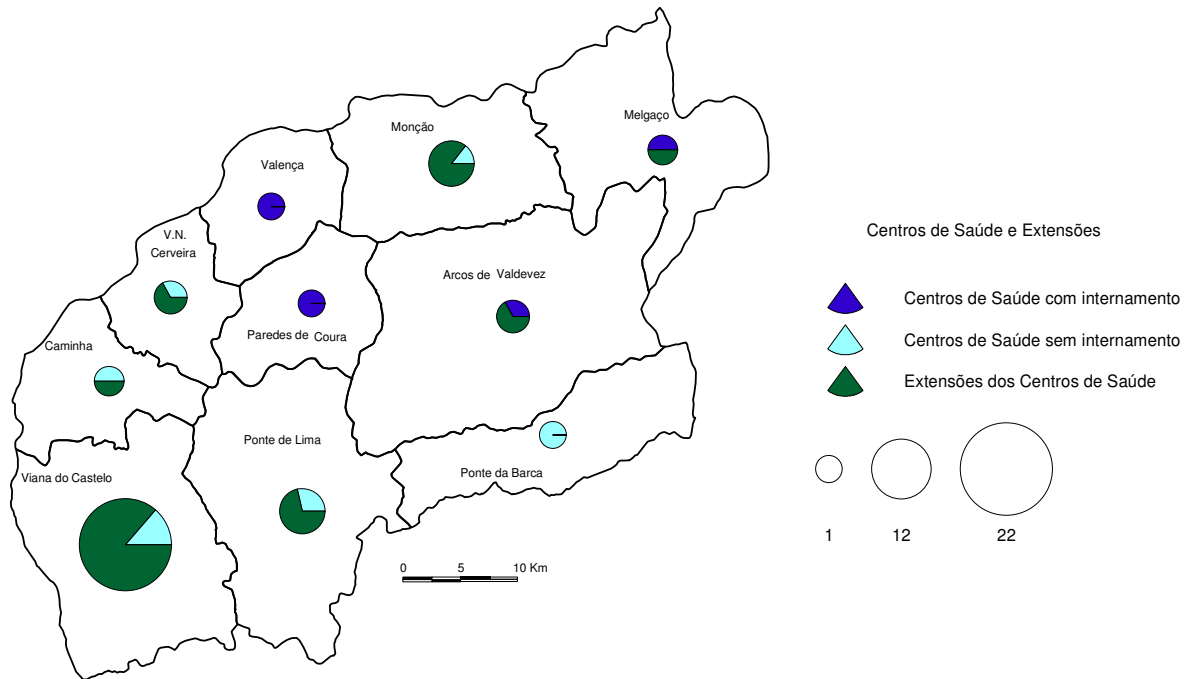 Melgaço
Monção
Valença
V.N.
Cerveira
Arcos de Valdevez
Paredes de Coura
Caminha
Ponte de Lima
Ponte da Barca
Viana do Castelo
0 5 10 Km
Centros de Saúde e Extensões
Centros de Saúde com internamento
Centros de Saúde sem internamento
Extensões dos Centros de Saúde
1 12 22